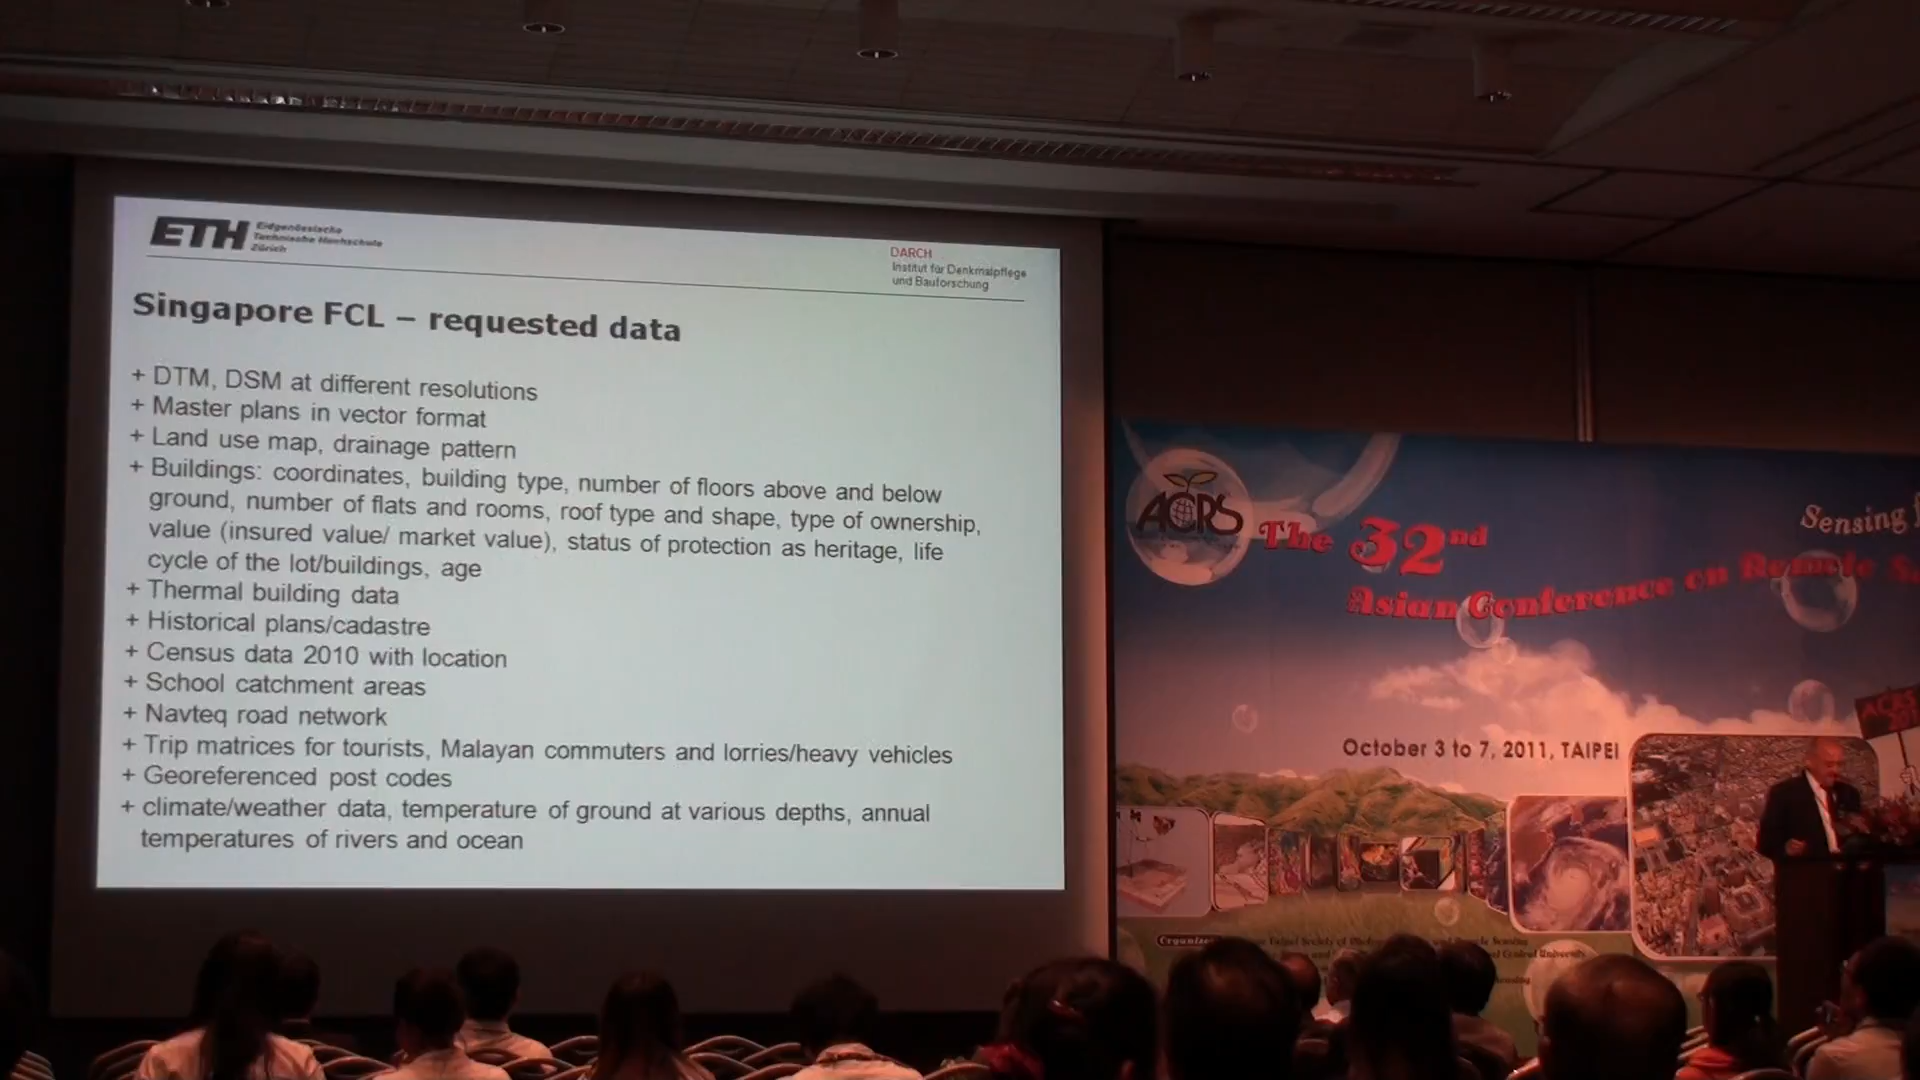 ETH Eidgenössische
Technische Hochschule
Zürich
DARCH
Institut für Denkmalpflege
und Bauforschung
Singapore FCL – requested data
+ DTM, DSM at different resolutions
+ Master plans in vector format
+ Land use map, drainage pattern
+ Buildings: coordinates, building type, number of floors above and below
ground, number of flats and rooms, roof type and shape, type of ownership,
value (insured value/ market value), status of protection as heritage, life
cycle of the lot/buildings, age
+ Thermal building data
+ Historical plans/cadastre
+ Census data 2010 with location
+ School catchment areas
+ Navteq road network
+ Trip matrices for tourists, Malayan commuters and lorries/heavy vehicles
+ Georeferenced post codes
+ climate/weather data, temperature of ground at various depths, annual
temperatures of rivers and ocean
ACRS
The 32nd
Sensing
Asian Conference on Remote
October 3 to 7, 2011, TAIPEI
ACRS